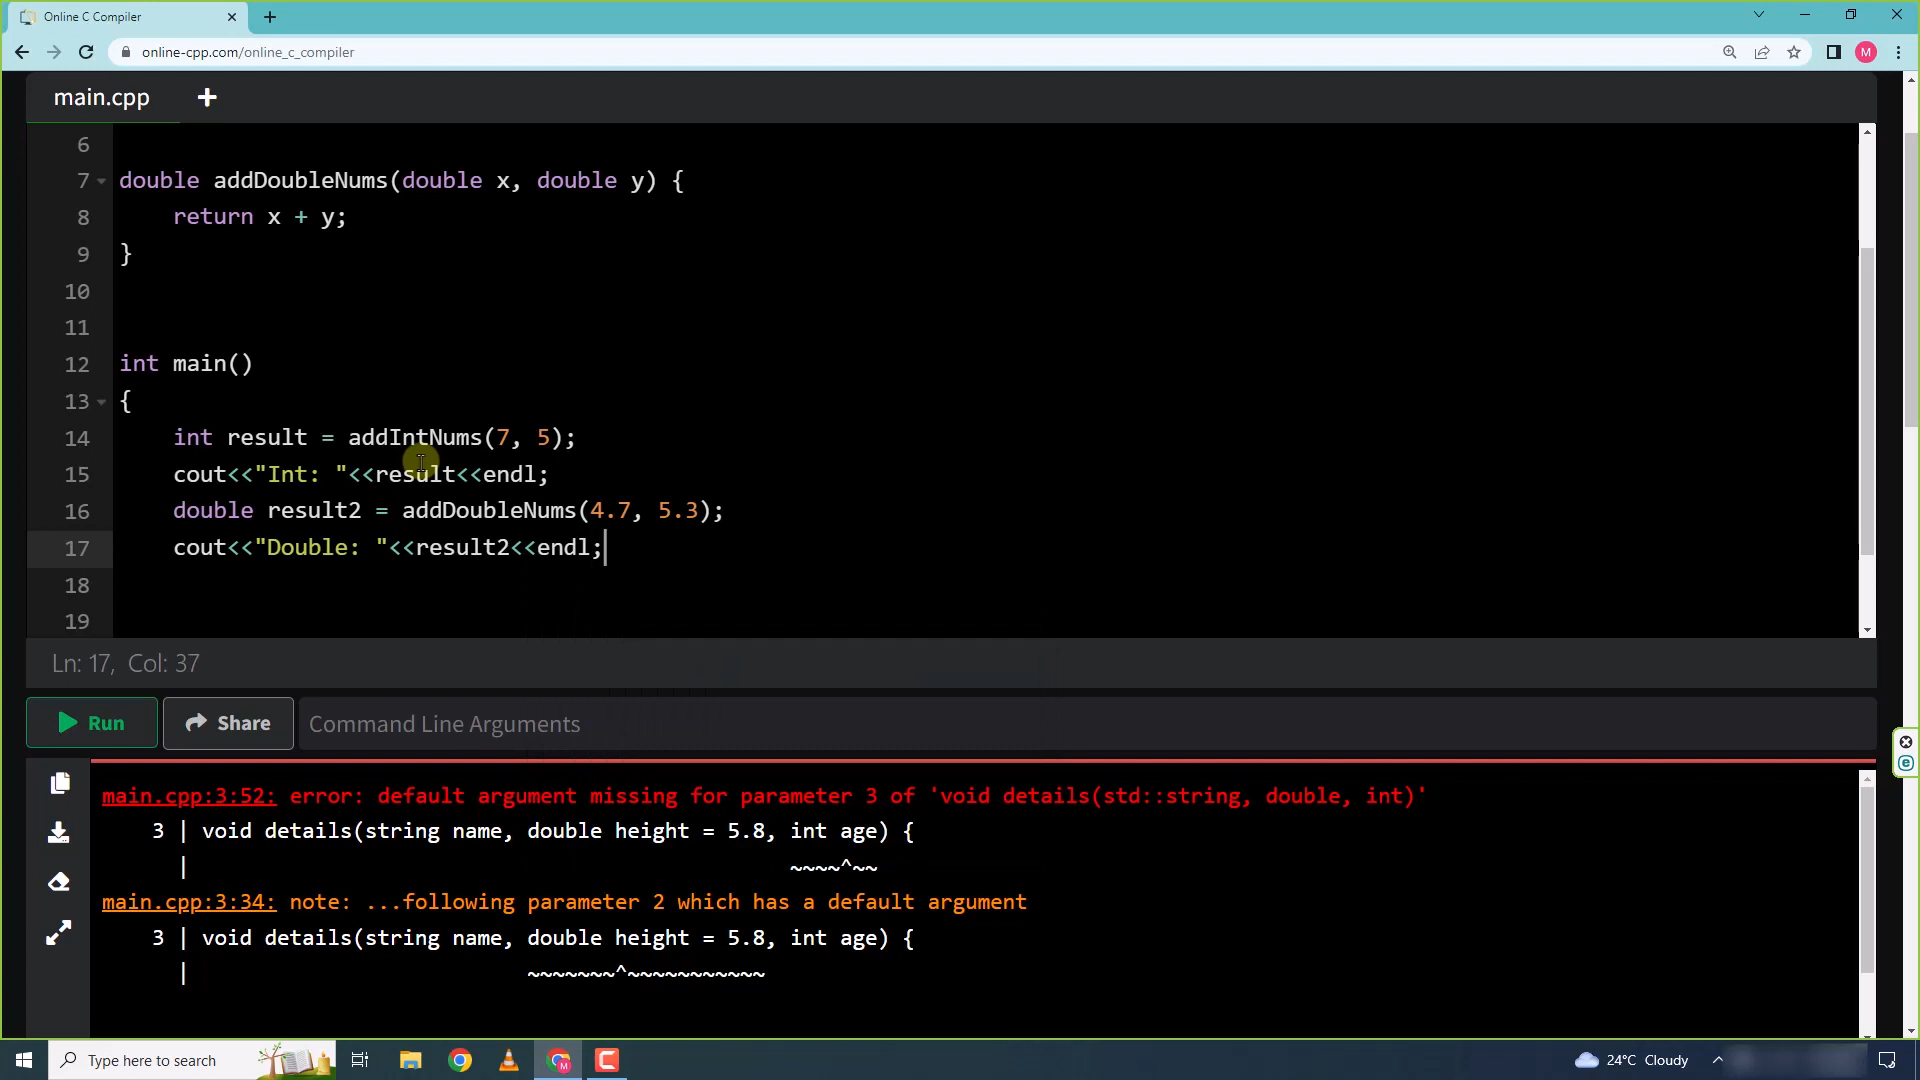 Online C Compiler
online-cpp.com/online_c_compiler
M
main.cpp +
6
7 double addDoubleNums(double x, double y) {
8 return x + y;
9 }
10
11
12 int main()
13 {
14 int result = addIntNums(7, 5);
15 cout<<"Int: "<<result<<endl;
16 double result2 = addDoubleNums(4.7, 5.3);
17 cout<<"Double: "<<result2<<endl;
18
19
Ln: 17, Col: 37
Run Share Command Line Arguments
main.cpp:3:52: error: default argument missing for parameter 3 of 'void details(std::string, double, int)'
3 | void details(string name, double height = 5.8, int age) {
| ~~~~^~~
main.cpp:3:34: note: ...following parameter 2 which has a default argument
3 | void details(string name, double height = 5.8, int age) {
| ~~~~~~~^~~~~~~~~~~~
Type here to search
24°C Cloudy